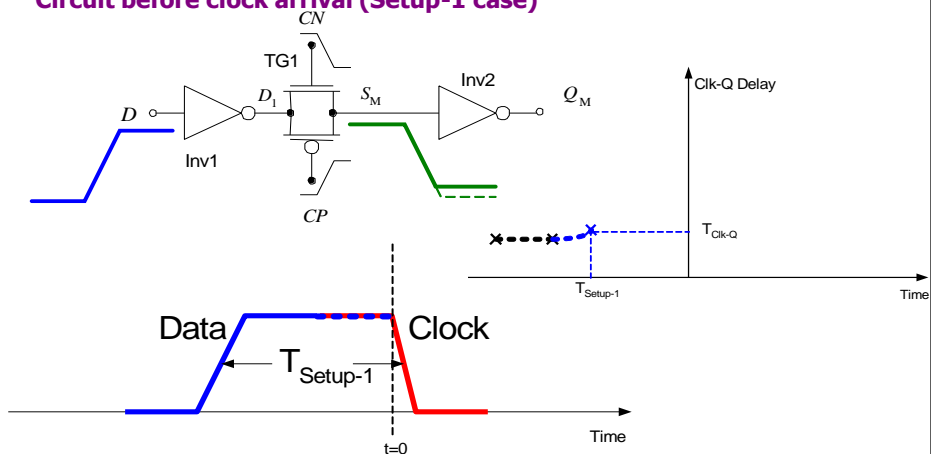 Circuit before clock arrival (Setup-1 case)
CN
TG1
Inv2
Clk-Q Delay
D
D1
SM
QM
Inv1
CP
TClk-Q
TSetup-1
Time
Data
Clock
TSetup-1
Time
t=0